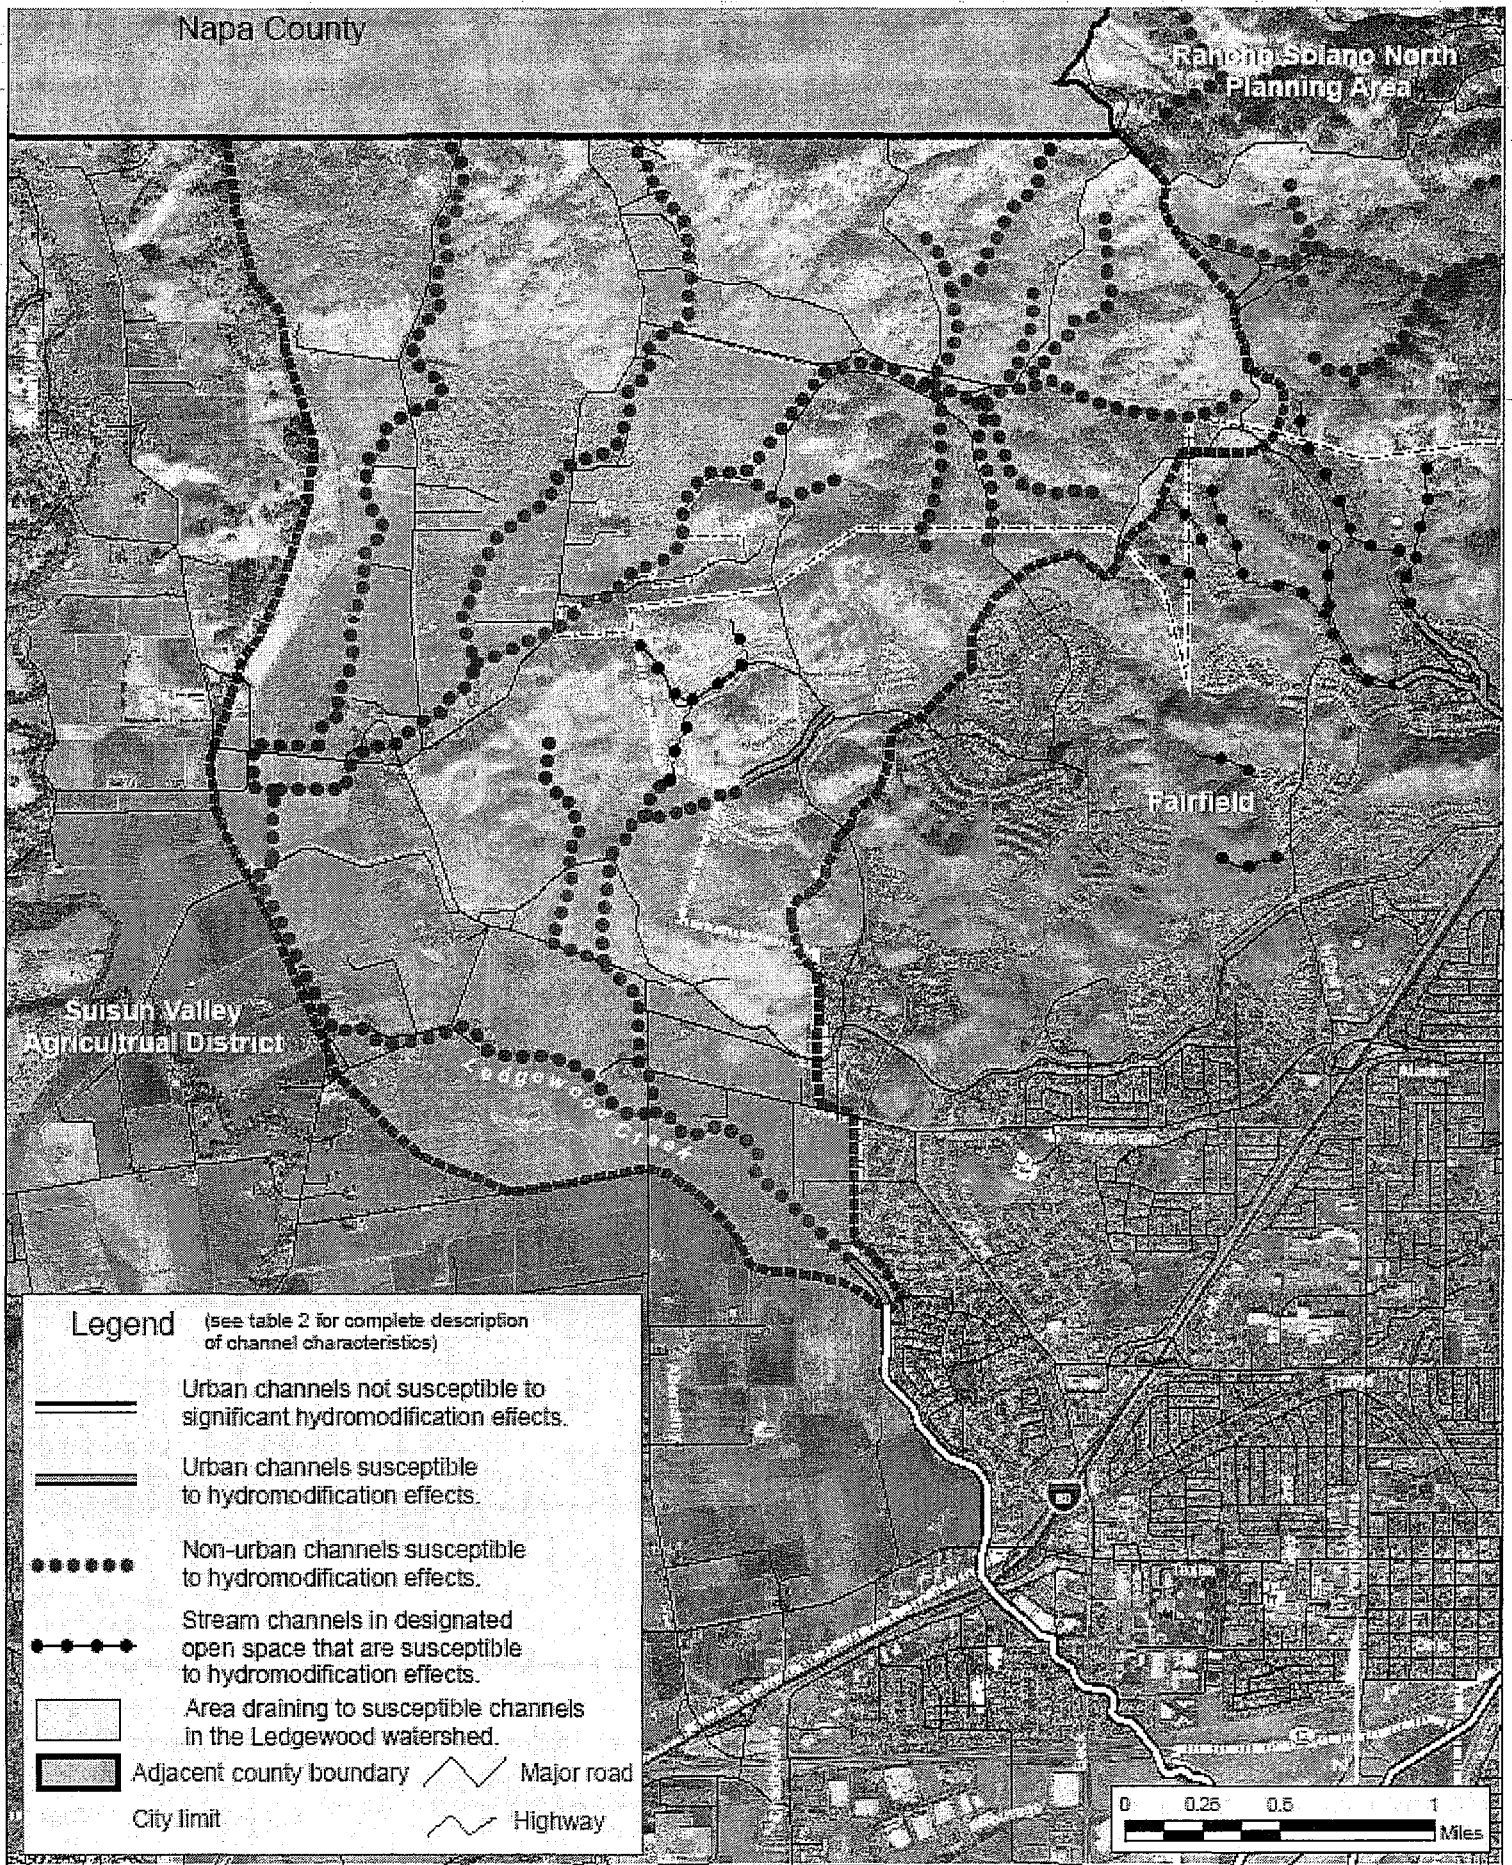 Napa County
Rancho Solano North
Planning Area
Fairfield
Suisun Valley
Agricultrual District
Ledgewood Creek
Alaska
Waterman
Legend
(see table 2 for complete description
of channel characteristics)
Urban channels not susceptible to
significant hydromodification effects.
Urban channels susceptible
to hydromodification effects.
Non-urban channels susceptible
to hydromodification effects.
Stream channels in designated
open space that are susceptible
to hydromodification effects.
Area draining to susceptible channels
in the Ledgewood watershed.
Adjacent county boundary
Major road
City limit
Highway
0 0.25 0.5 1
Miles